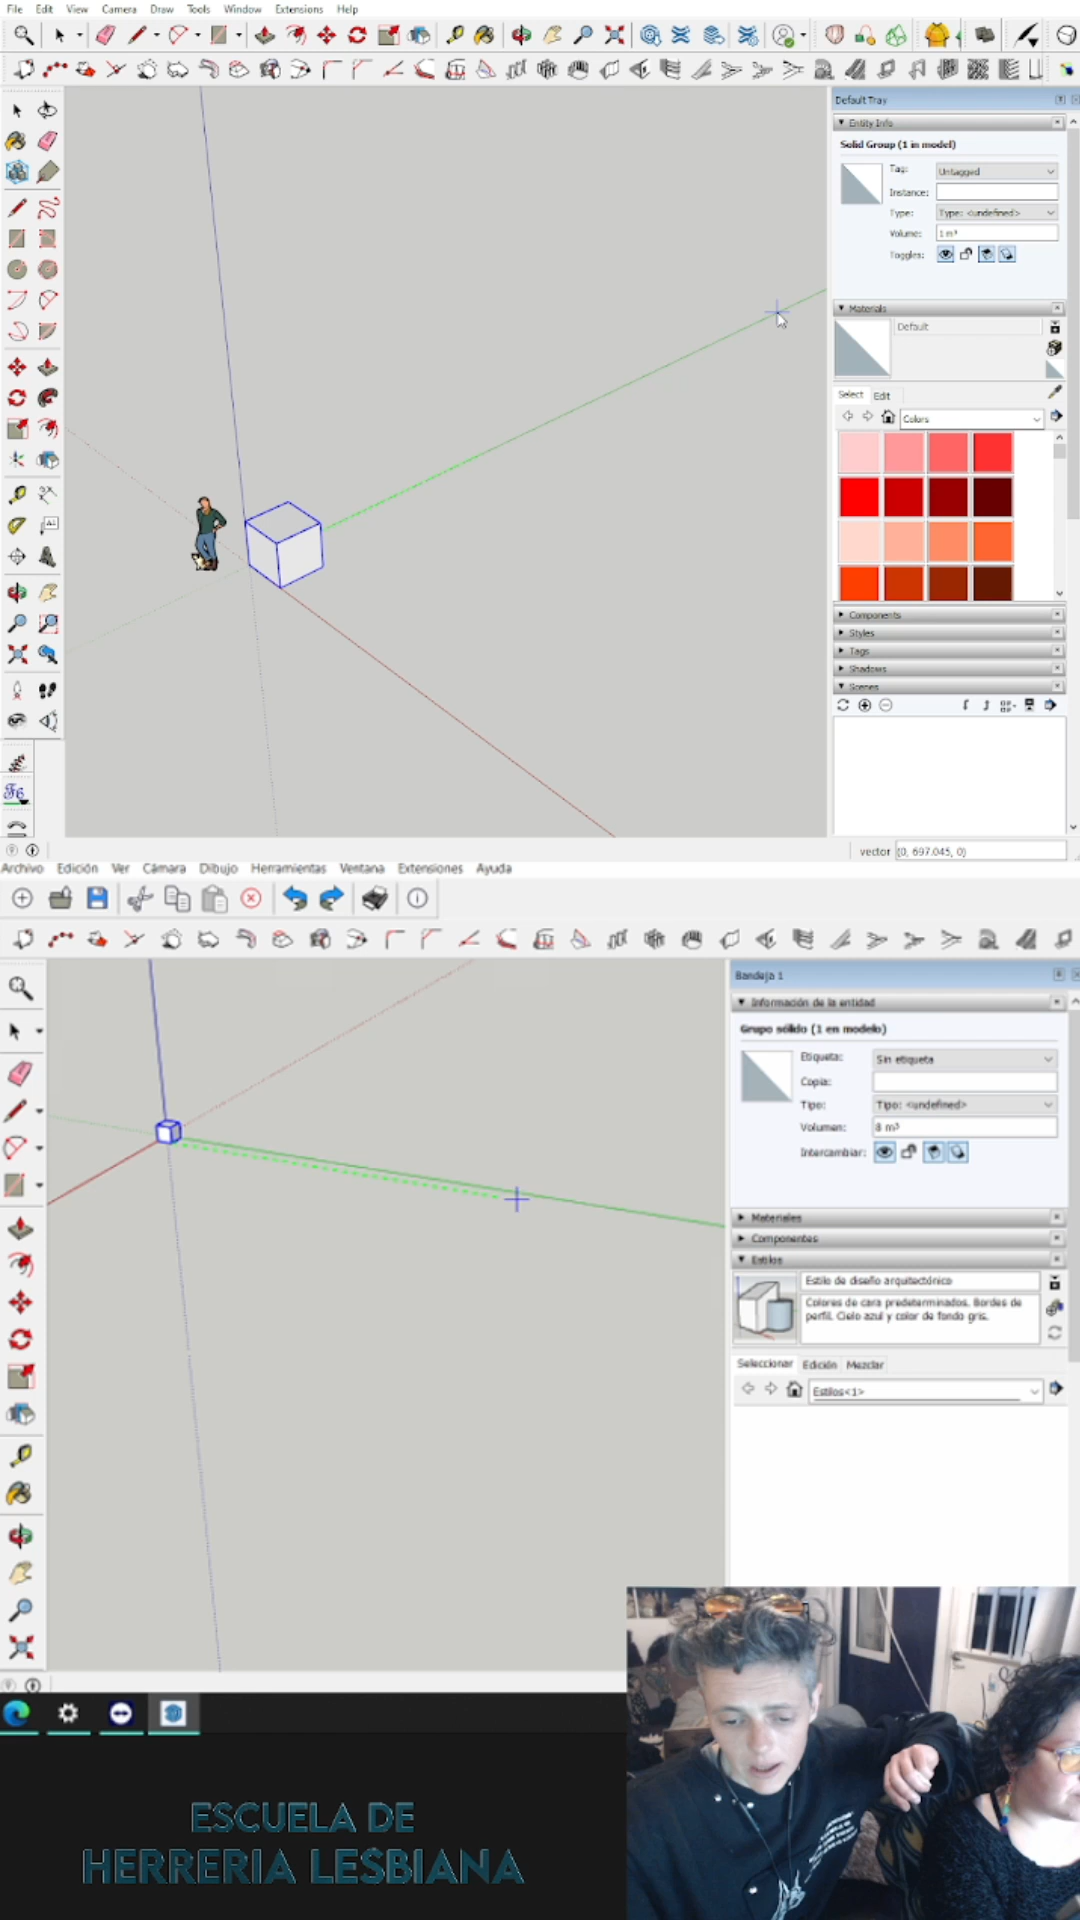 File Edit View Camera Draw Tools Window Extensions Help
Default Tray
Entity Info
Solid Group (1 in model)
Tag: Untagged
Instance:
Type: Type: <undefined>
Volume: 1 m³
Toggles:
Materials
Default
Select Edit
Colors
Components
Styles
Tags
Shadows
Scenes
vector (0, 697.045, 0)
Archivo Edición Ver Cámara Dibujo Herramientas Ventana Extensiones Ayuda
Bandeja 1
Información de la entidad
Grupo sólido (1 en modelo)
Etiqueta: Sin etiqueta
Copia:
Tipo: Tipo: <undefined>
Volumen: 8 m³
Intercambiar:
Materiales
Componentes
Estilos
Estilo de diseño arquitectónico
Colores de cara predeterminados. Bordes de
perfil. Cielo azul y color de fondo gris.
Seleccionar Edición Mezclar
Estilos<1>
ESCUELA DE
HERRERIA LESBIANA